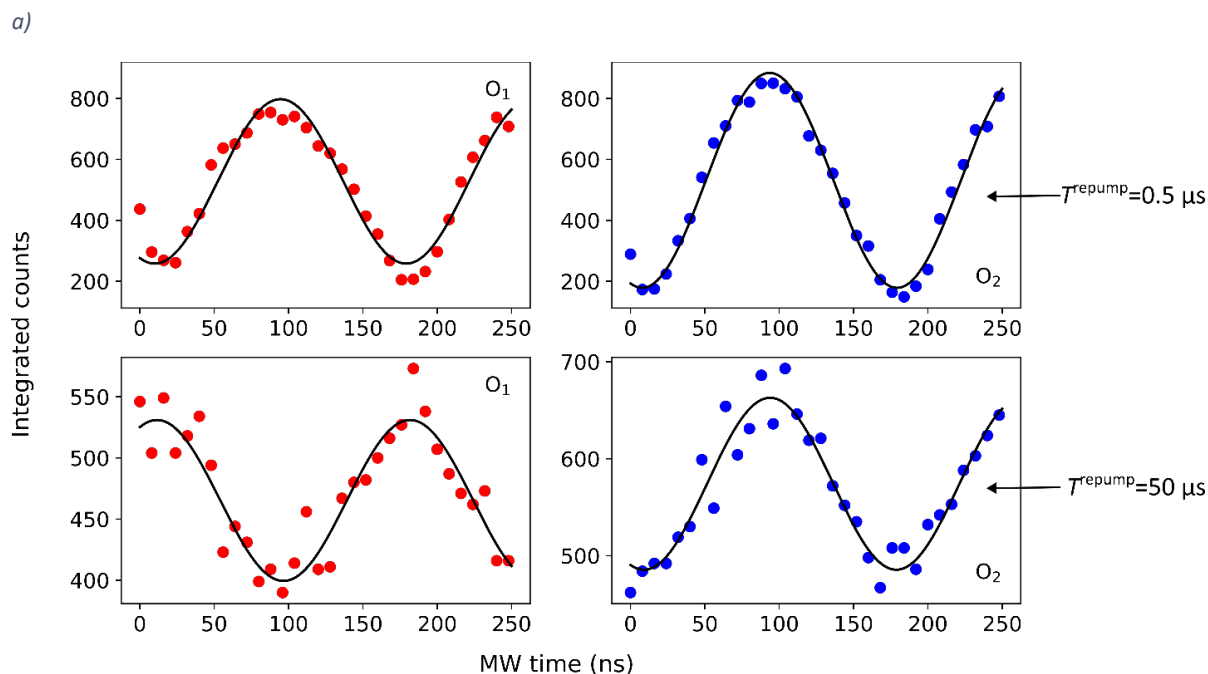 a)
O₁
800
600
400
200
0 50 100 150 200 250
800
600
400
200
0 50 100 150 200 250
O₂
T^repump=0.5 µs
Integrated counts
O₁
550
500
450
400
0 50 100 150 200 250
700
600
500
0 50 100 150 200 250
O₂
T^repump=50 µs
MW time (ns)